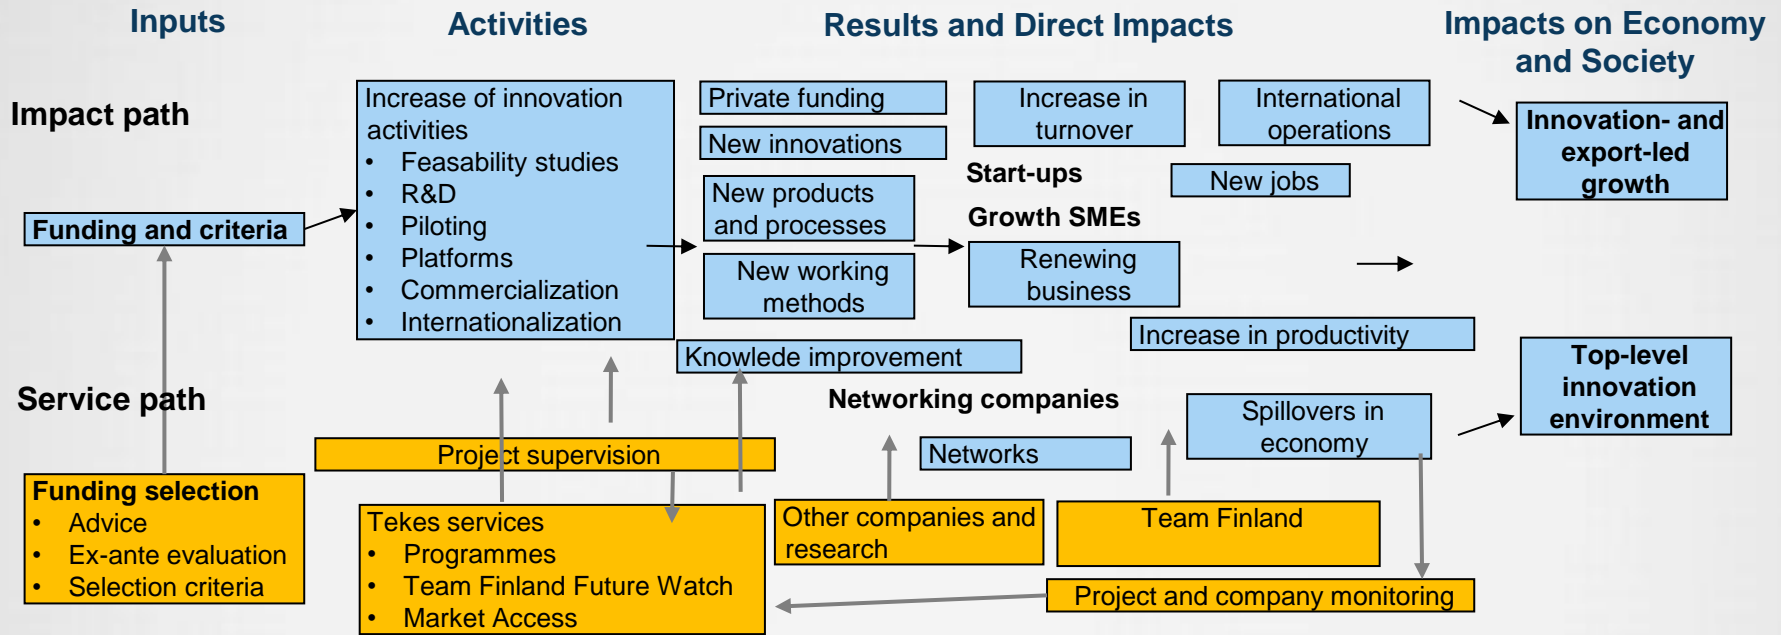 Inputs
Activities
Results and Direct Impacts
Impacts on Economy
and Society
Impact path
Funding and criteria
Increase of innovation
activities
• Feasability studies
• R&D
• Piloting
• Platforms
• Commercialization
• Internationalization
Private funding
New innovations
New products
and processes
New working
methods
Knowlede improvement
Increase in
turnover
International
operations
Start-ups
New jobs
Growth SMEs
Renewing
business
Increase in productivity
Innovation- and
export-led
growth
Top-level
innovation
environment
Service path
Networking companies
Spillovers in
economy
Networks
Project supervision
Funding selection
• Advice
• Ex-ante evaluation
• Selection criteria
Tekes services
• Programmes
• Team Finland Future Watch
• Market Access
Other companies and
research
Team Finland
Project and company monitoring